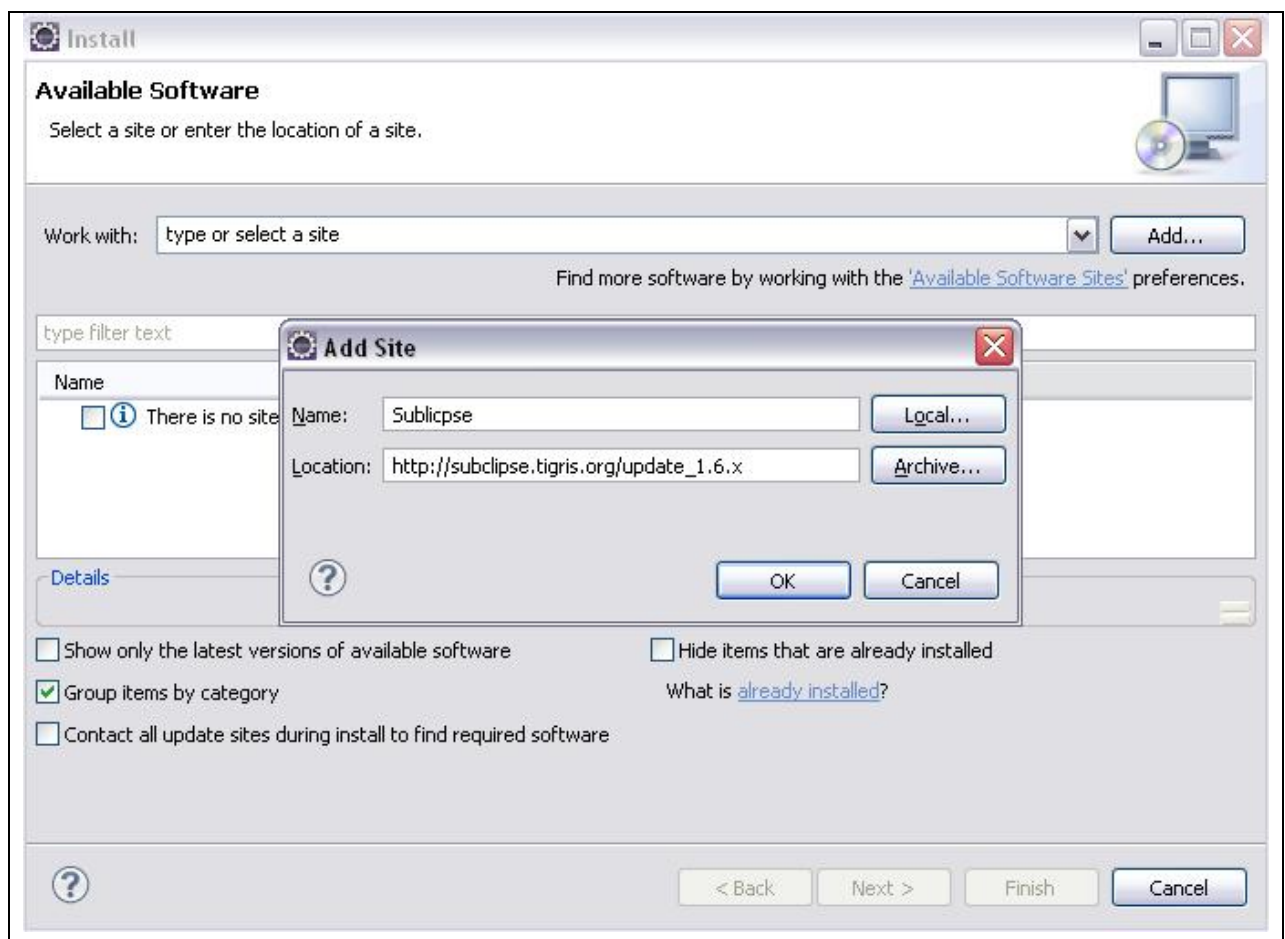 Install
Available Software
Select a site or enter the location of a site.
Work with: type or select a site Add...
Find more software by working with the 'Available Software Sites' preferences.
type filter text
Add Site
Name
There is no site
Name: Sublicpse Local...
Location: http://subclipse.tigris.org/update_1.6.x Archive...
Details
OK Cancel
Show only the latest versions of available software Hide items that are already installed
Group items by category What is already installed?
Contact all update sites during install to find required software
< Back Next > Finish Cancel